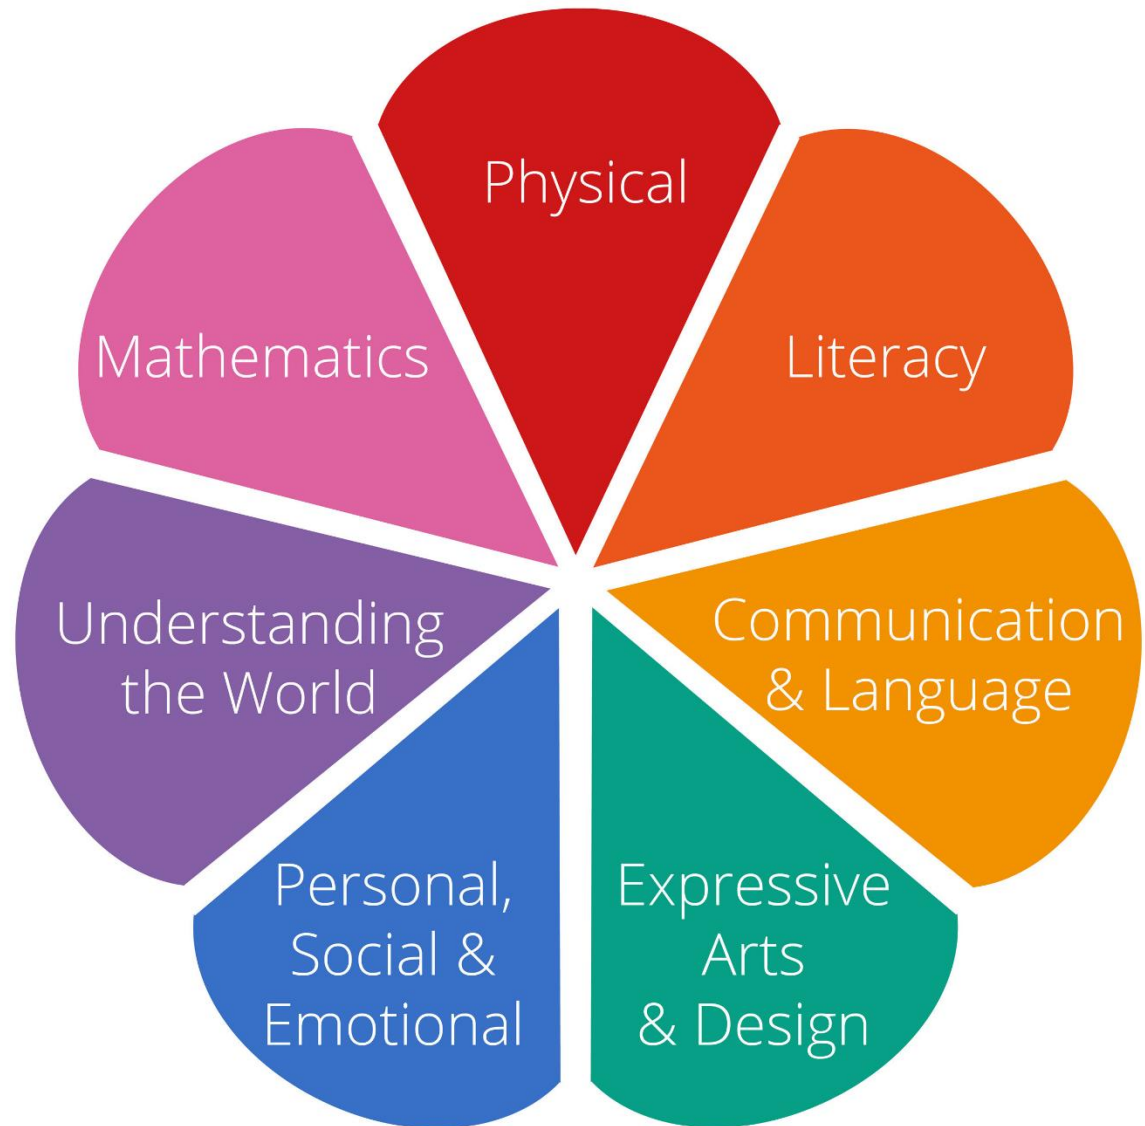 Physical
Literacy
Communication
& Language
Expressive
Arts
& Design
Personal,
Social &
Emotional
Understanding
the World
Mathematics